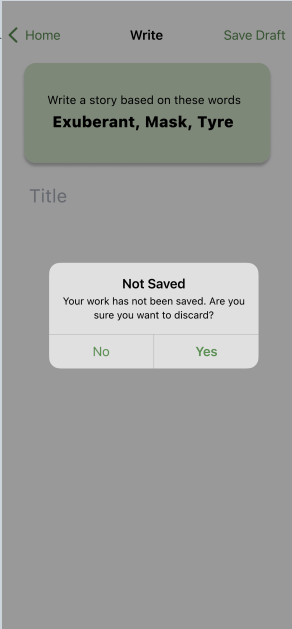 Home
Write
Save Draft
Write a story based on these words
Exuberant, Mask, Tyre
Title
Not Saved
Your work has not been saved. Are you
sure you want to discard?
No
Yes